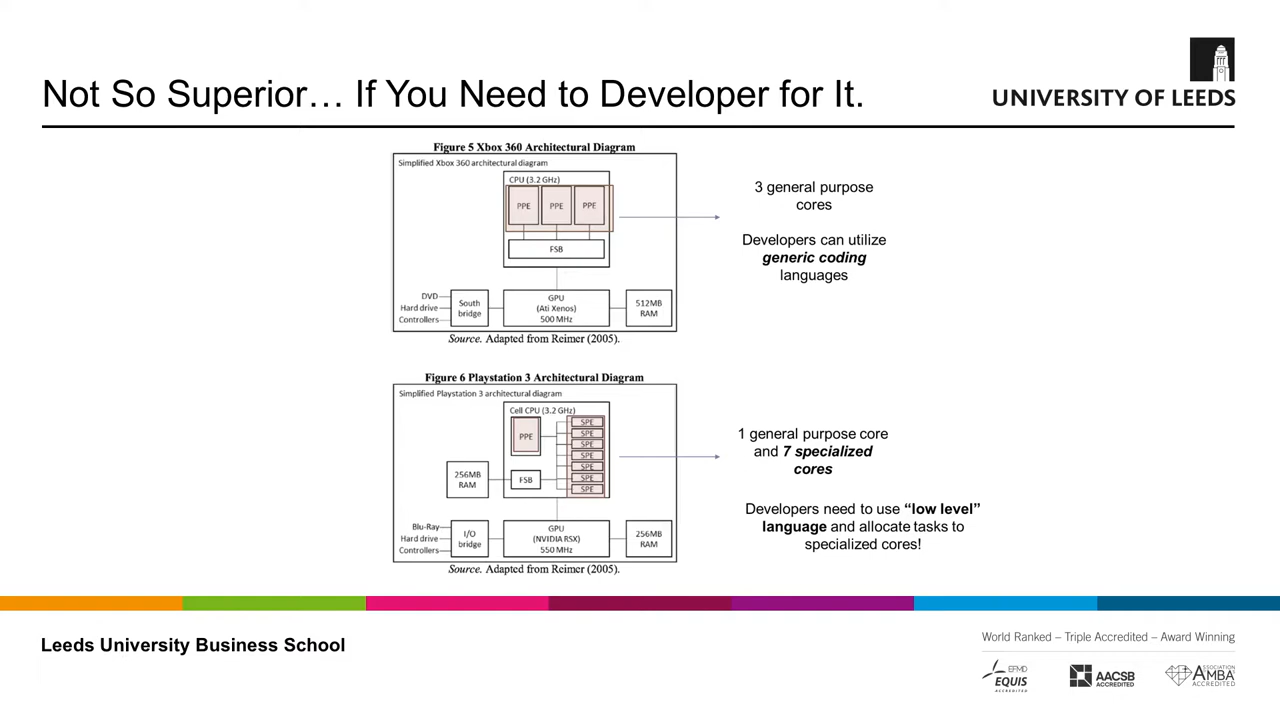 Not So Superior… If You Need to Developer for It.
UNIVERSITY OF LEEDS
Figure 5 Xbox 360 Architectural Diagram
Simplified Xbox 360 architectural diagram
CPU (3.2 GHz)
PPE PPE PPE
FSB
DVD
Hard drive
Controllers
South
bridge
GPU
(Ati Xenos)
500 MHz
512MB
RAM
Source. Adapted from Reimer (2005).
3 general purpose
cores
Developers can utilize
generic coding
languages
Figure 6 Playstation 3 Architectural Diagram
Simplified Playstation 3 architectural diagram
Cell CPU (3.2 GHz)
PPE
SPE
SPE
SPE
SPE
SPE
SPE
SPE
256MB
RAM
FSB
Blu-Ray
Hard drive
Controllers
I/O
bridge
GPU
(NVIDIA RSX)
550 MHz
256MB
RAM
Source. Adapted from Reimer (2005).
1 general purpose core
and 7 specialized
cores
Developers need to use “low level”
language and allocate tasks to
specialized cores!
Leeds University Business School
World Ranked – Triple Accredited – Award Winning
EFMD
EQUIS
ACCREDITED
AACSB
ACCREDITED
ASSOCIATION
AMBA
ACCREDITED